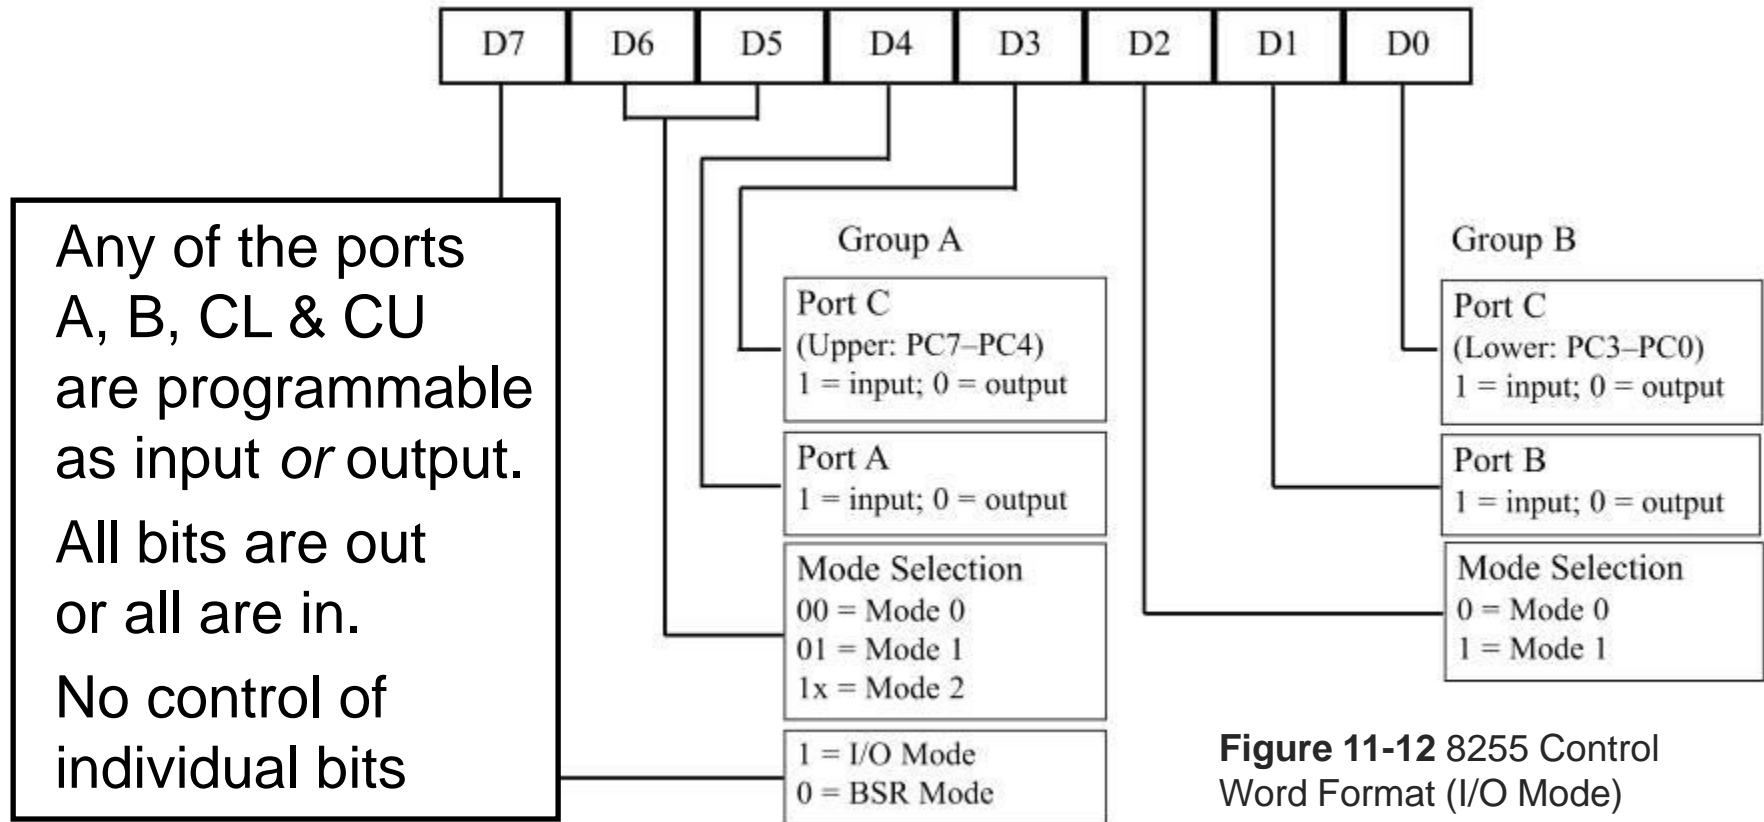 D7 D6 D5 D4 D3 D2 D1 D0
Any of the ports
A, B, CL & CU
are programmable
as input or output.
All bits are out
or all are in.
No control of
individual bits
Group A
Port C
(Upper: PC7–PC4)
1 = input; 0 = output
Port A
1 = input; 0 = output
Mode Selection
00 = Mode 0
01 = Mode 1
1x = Mode 2
1 = I/O Mode
0 = BSR Mode
Group B
Port C
(Lower: PC3–PC0)
1 = input; 0 = output
Port B
1 = input; 0 = output
Mode Selection
0 = Mode 0
1 = Mode 1
Figure 11-12 8255 Control
Word Format (I/O Mode)